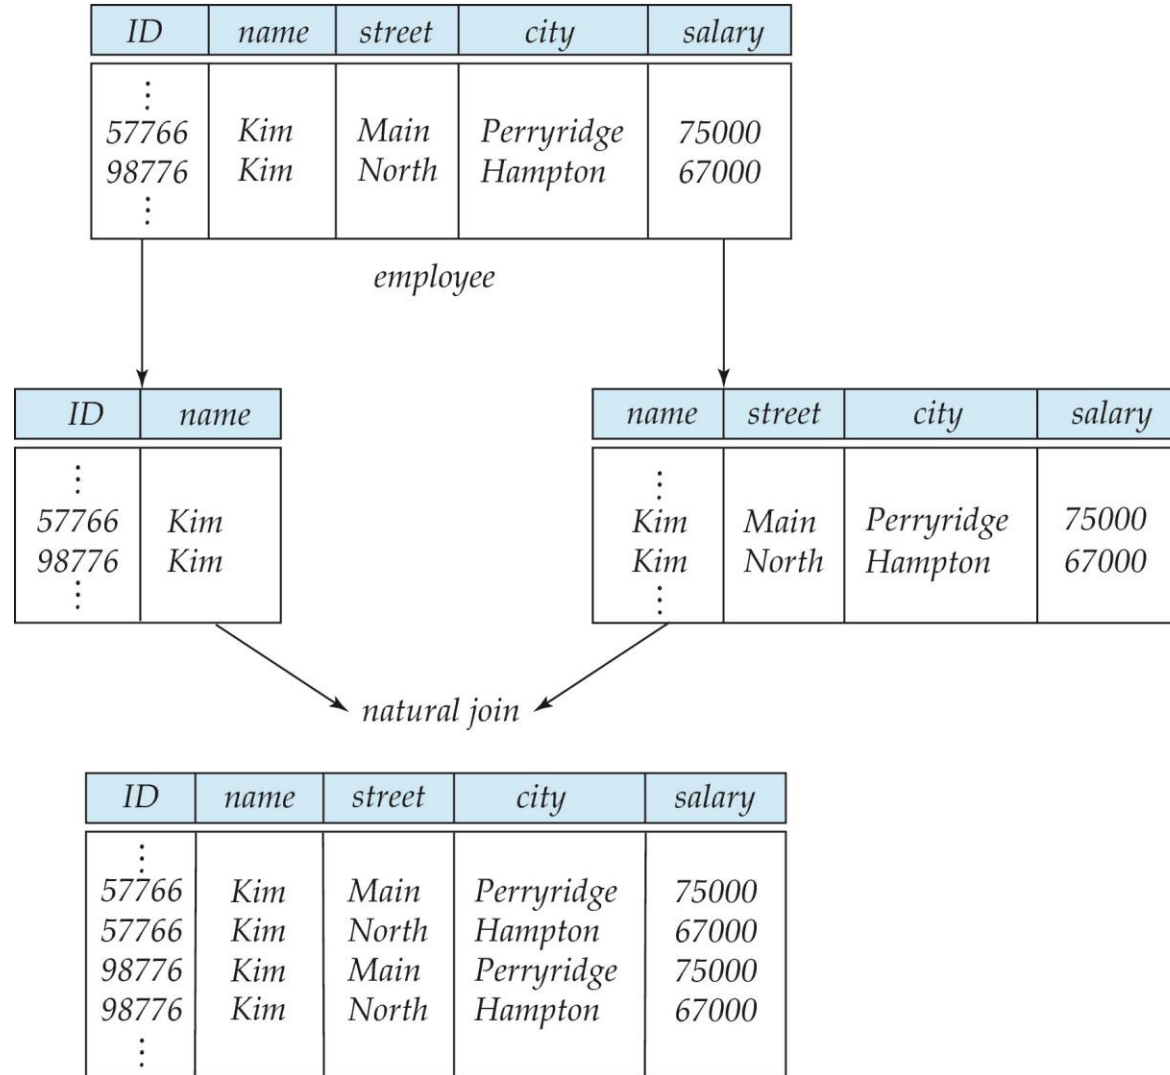 ID name street city salary
⋮
57766 Kim Main Perryridge 75000
98776 Kim North Hampton 67000
⋮
employee
ID name
⋮
57766 Kim
98776 Kim
⋮
name street city salary
⋮
Kim Main Perryridge 75000
Kim North Hampton 67000
⋮
natural join
ID name street city salary
⋮
57766 Kim Main Perryridge 75000
57766 Kim North Hampton 67000
98776 Kim Main Perryridge 75000
98776 Kim North Hampton 67000
⋮